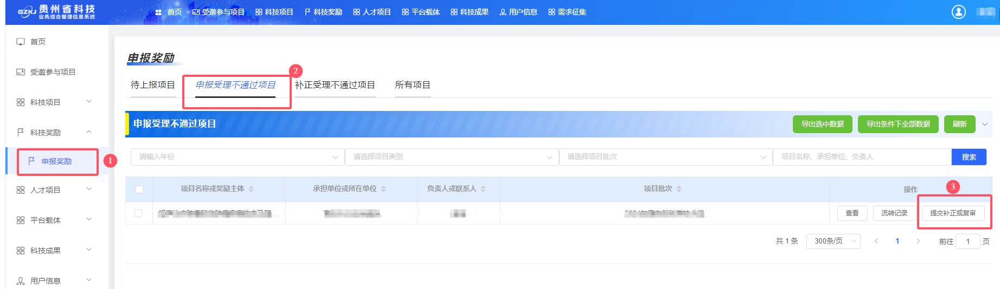 贵州省科技
GZKJ 业务综合管理信息系统
首页 受邀参与项目 科技项目 科技奖励 人才项目 平台载体 科技成果 用户信息 需求征集
首页
受邀参与项目
科技项目
科技奖励
申报奖励
1
人才项目
平台载体
科技成果
用户信息
申报奖励
2
待上报项目 申报受理不通过项目 补正受理不通过项目 所有项目
申报受理不通过项目 导出选中数据 导出条件下全部数据 刷新
请输入年份 请选择项目类别 请选择项目批次 项目名称、承担单位、负责人 搜索
项目名称或奖励主体 承担单位或所在单位 负责人或联系人 项目批次 操作
3
查看 流转记录 提交补正或复审
共 1 条 300条/页 1 前往 1 页